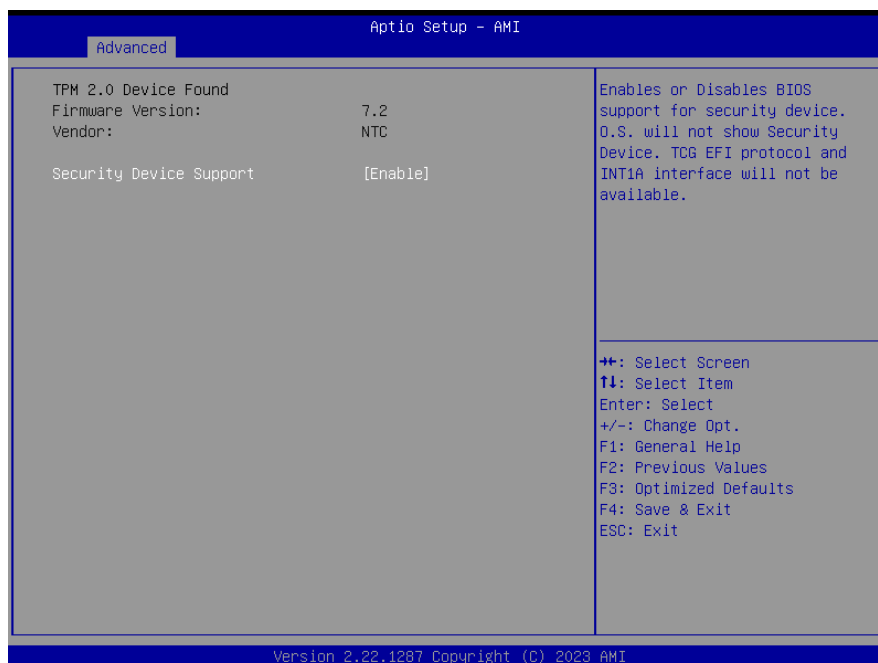 Aptio Setup – AMI
Advanced
TPM 2.0 Device Found
Firmware Version: 7.2
Vendor: NTC
Security Device Support [Enable]
Enables or Disables BIOS
support for security device.
O.S. will not show Security
Device. TCG EFI protocol and
INT1A interface will not be
available.
→←: Select Screen
↑↓: Select Item
Enter: Select
+/-: Change Opt.
F1: General Help
F2: Previous Values
F3: Optimized Defaults
F4: Save & Exit
ESC: Exit
Version 2.22.1287 Copyright (C) 2023 AMI